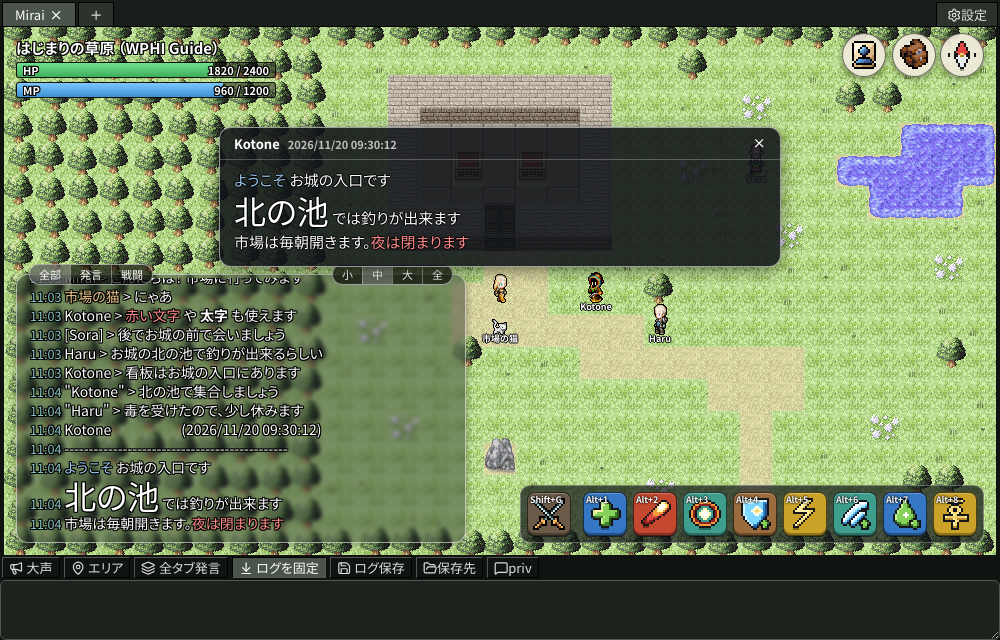 Mirai × +
設定
はじまりの草原 (WPHI Guide)
HP 1820 / 2400
MP 960 / 1200
Kotone 2026/11/20 09:30:12 ×
ようこそ お城の入口です
北の池 では釣りが出来ます
市場は毎朝開きます。夜は閉まります
Sora
全部 発言 戦闘
小 中 大 全
11:03 市場の猫 > にゃあ
11:03 Kotone > 赤い文字 や 太字 も使えます
11:03 [Sora] > 後でお城の前で会いましょう
11:03 Haru > お城の北の池で釣りが出来るらしい
11:03 Kotone > 看板はお城の入口にあります
11:04 "Kotone" > 北の池で集合しましょう
11:04 "Haru" > 毒を受けたので、少し休みます
11:04 Kotone (2026/11/20 09:30:12)
11:04 ----------------------------------------
11:04 ようこそ お城の入口です
11:04 北の池 では釣りが出来ます
11:04 市場は毎朝開きます。夜は閉まります
Kotone
市場の猫
Haru
Shift+G Alt+1 Alt+2 Alt+3 Alt+4 Alt+5 Alt+6 Alt+7 Alt+8
大声 エリア 全タブ発言 ログを固定 ログ保存 保存先 priv